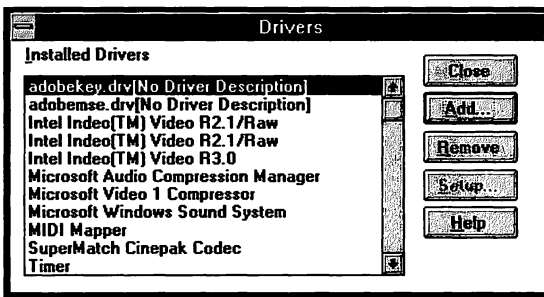 Drivers
Installed Drivers
adobekey.drv[No Driver Description]
adobemse.drv[No Driver Description]
Intel Indeo[TM] Video R2.1/Raw
Intel Indeo[TM] Video R2.1/Raw
Intel Indeo[TM] Video R3.0
Microsoft Audio Compression Manager
Microsoft Video 1 Compressor
Microsoft Windows Sound System
MIDI Mapper
SuperMatch Cinepak Codec
Timer
Close
Add...
Remove
Setup...
Help